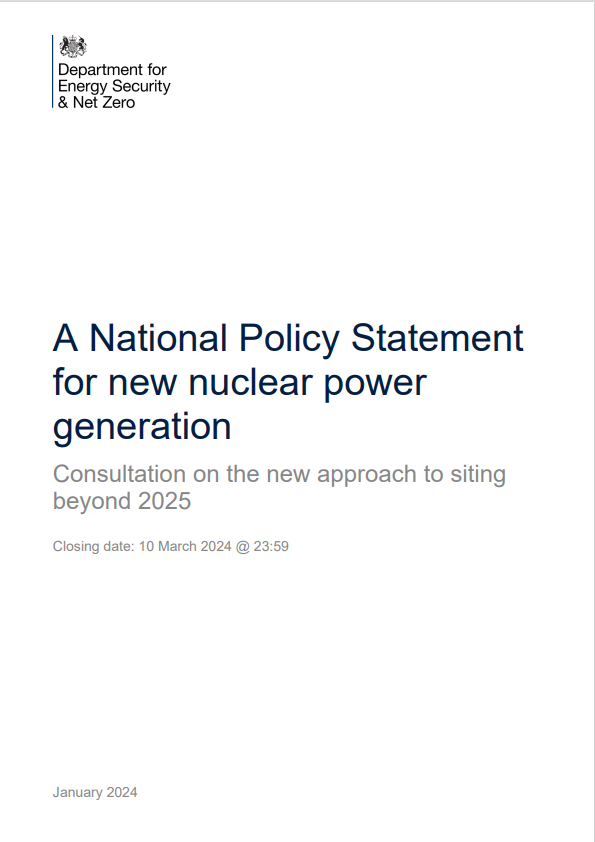 Department for
Energy Security
& Net Zero
A National Policy Statement
for new nuclear power
generation
Consultation on the new approach to siting
beyond 2025
Closing date: 10 March 2024 @ 23:59
January 2024